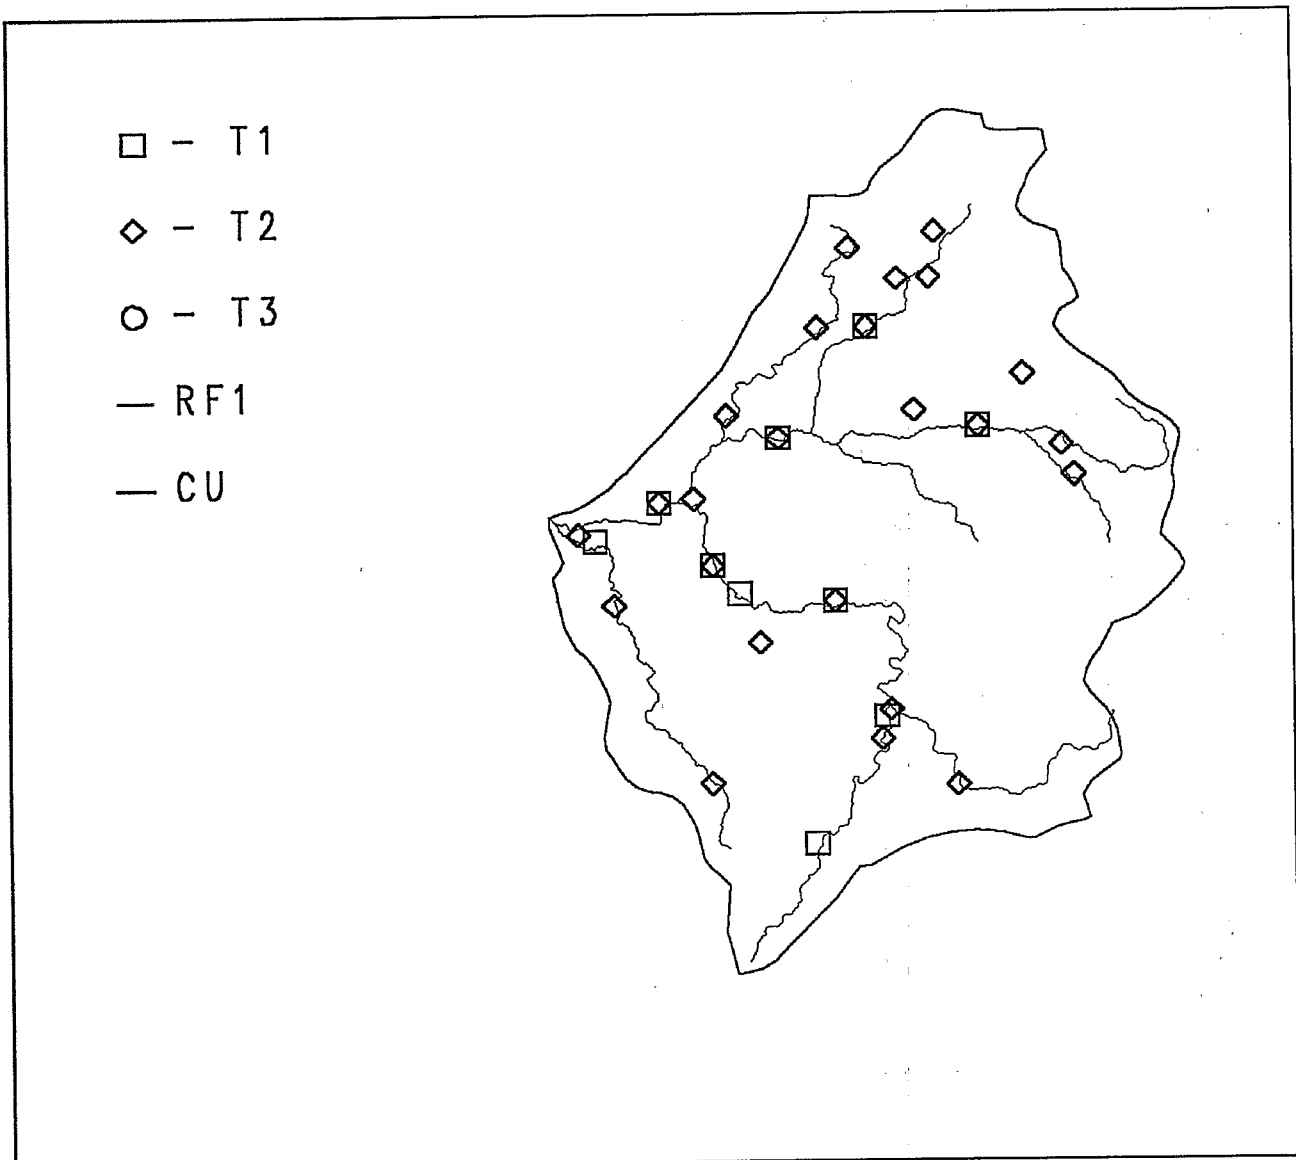 □ – T1
◇ – T2
○ – T3
— RF1
— CU